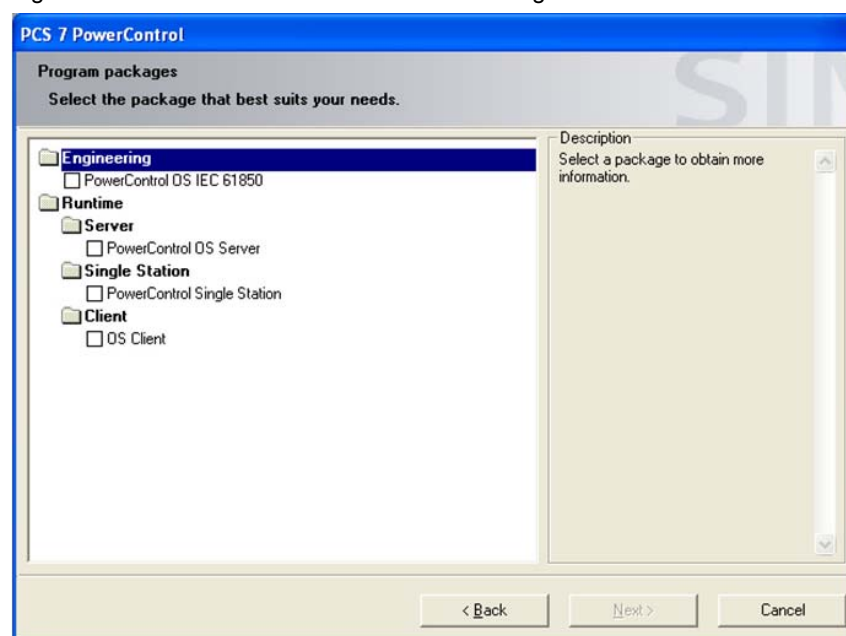 PCS 7 PowerControl
Program packages
Select the package that best suits your needs.
SI
Engineering
PowerControl OS IEC 61850
Runtime
Server
PowerControl OS Server
Single Station
PowerControl Single Station
Client
OS Client
Description
Select a package to obtain more
information.
< Back
Next >
Cancel